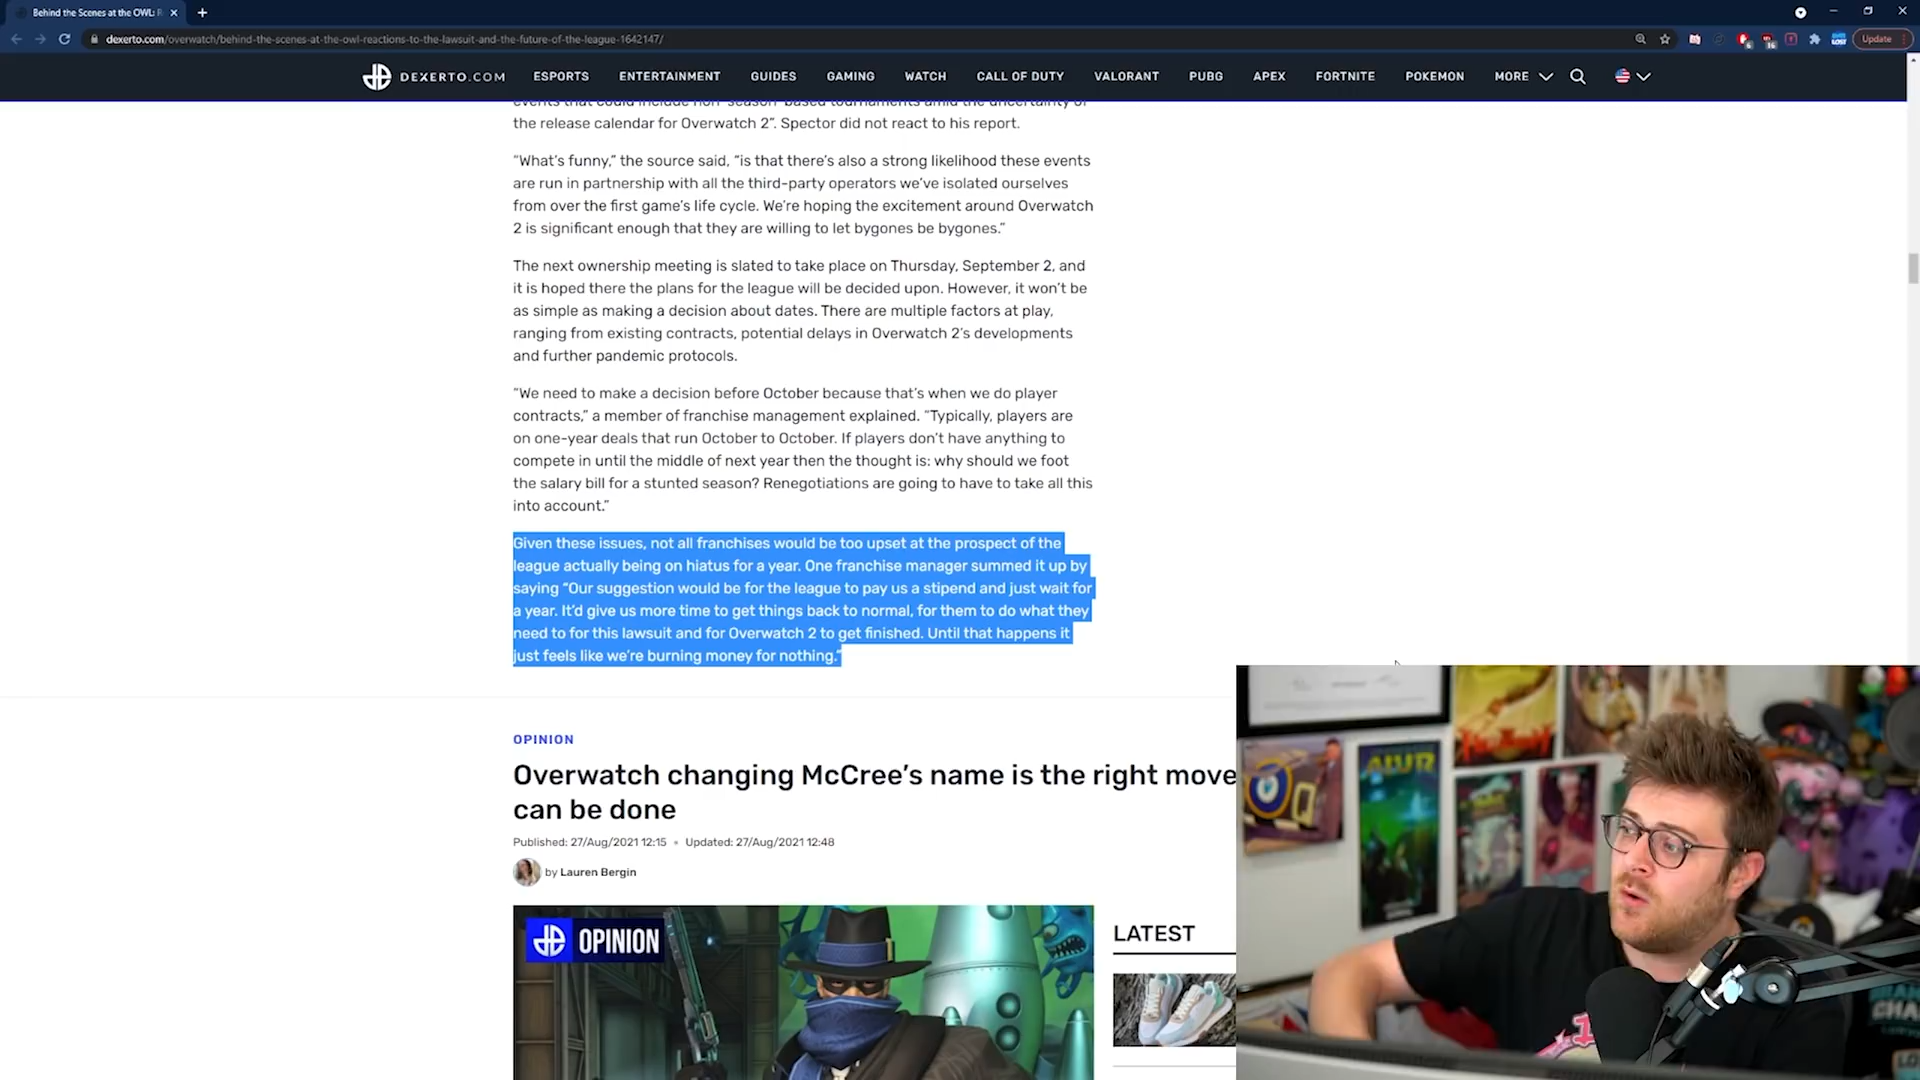 Behind the Scenes at the OWL: R
dexerto.com/overwatch/behind-the-scenes-at-the-owl-reactions-to-the-lawsuit-and-the-future-of-the-league-1642147/
Update
DEXERTO.COM
ESPORTS
ENTERTAINMENT
GUIDES
GAMING
WATCH
CALL OF DUTY
VALORANT
PUBG
APEX
FORTNITE
POKEMON
MORE
events that could include non-season-based tournaments amid the uncertainty of
the release calendar for Overwatch 2”. Spector did not react to his report.
“What’s funny,” the source said, “is that there’s also a strong likelihood these events
are run in partnership with all the third-party operators we’ve isolated ourselves
from over the first game’s life cycle. We’re hoping the excitement around Overwatch
2 is significant enough that they are willing to let bygones be bygones.”
The next ownership meeting is slated to take place on Thursday, September 2, and
it is hoped there the plans for the league will be decided upon. However, it won’t be
as simple as making a decision about dates. There are multiple factors at play,
ranging from existing contracts, potential delays in Overwatch 2’s developments
and further pandemic protocols.
“We need to make a decision before October because that’s when we do player
contracts,” a member of franchise management explained. “Typically, players are
on one-year deals that run October to October. If players don’t have anything to
compete in until the middle of next year then the thought is: why should we foot
the salary bill for a stunted season? Renegotiations are going to have to take all this
into account.”
Given these issues, not all franchises would be too upset at the prospect of the
league actually being on hiatus for a year. One franchise manager summed it up by
saying “Our suggestion would be for the league to pay us a stipend and just wait for
a year. It’d give us more time to get things back to normal, for them to do what they
need to for this lawsuit and for Overwatch 2 to get finished. Until that happens it
just feels like we’re burning money for nothing.”
OPINION
Overwatch changing McCree’s name is the right move
can be done
Published: 27/Aug/2021 12:15 • Updated: 27/Aug/2021 12:48
by Lauren Bergin
OPINION
LATEST